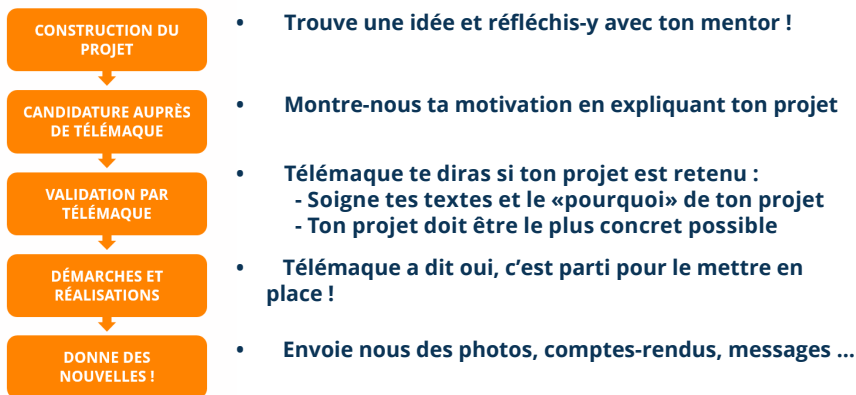 CONSTRUCTION DU
PROJET
• Trouve une idée et réfléchis-y avec ton mentor !
CANDIDATURE AUPRÈS
DE TÉLÉMAQUE
• Montre-nous ta motivation en expliquant ton projet
VALIDATION PAR
TÉLÉMAQUE
• Télémaque te diras si ton projet est retenu :
- Soigne tes textes et le «pourquoi» de ton projet
- Ton projet doit être le plus concret possible
DÉMARCHES ET
RÉALISATIONS
• Télémaque a dit oui, c’est parti pour le mettre en
place !
DONNE DES
NOUVELLES !
• Envoie nous des photos, comptes-rendus, messages ...